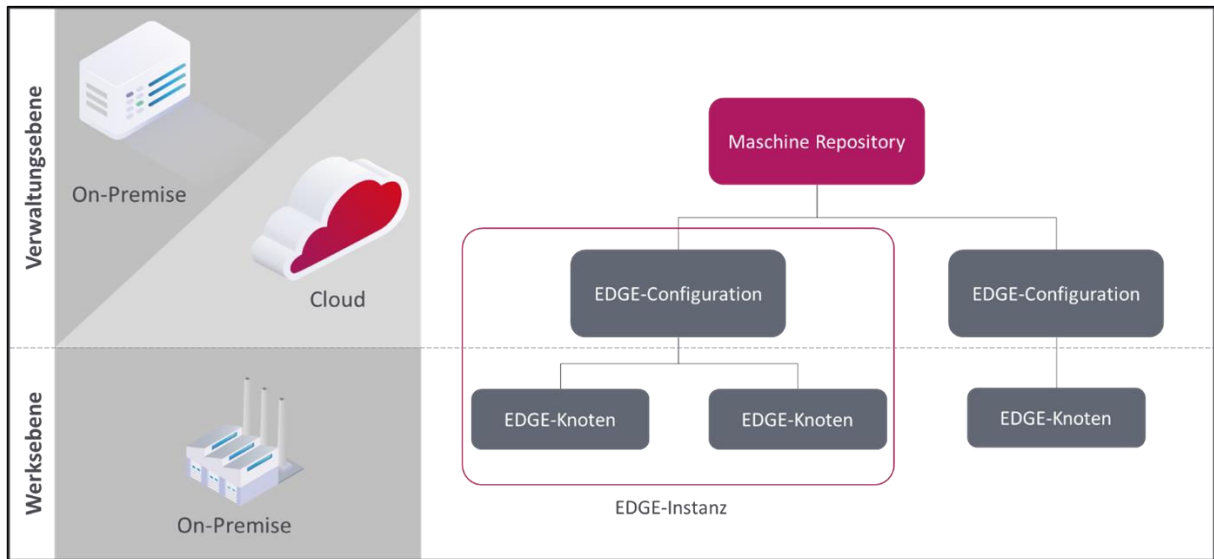 Verwaltungsebene
On-Premise
Cloud
Maschine Repository
EDGE-Configuration
EDGE-Configuration
Werksebene
On-Premise
EDGE-Knoten
EDGE-Knoten
EDGE-Knoten
EDGE-Instanz